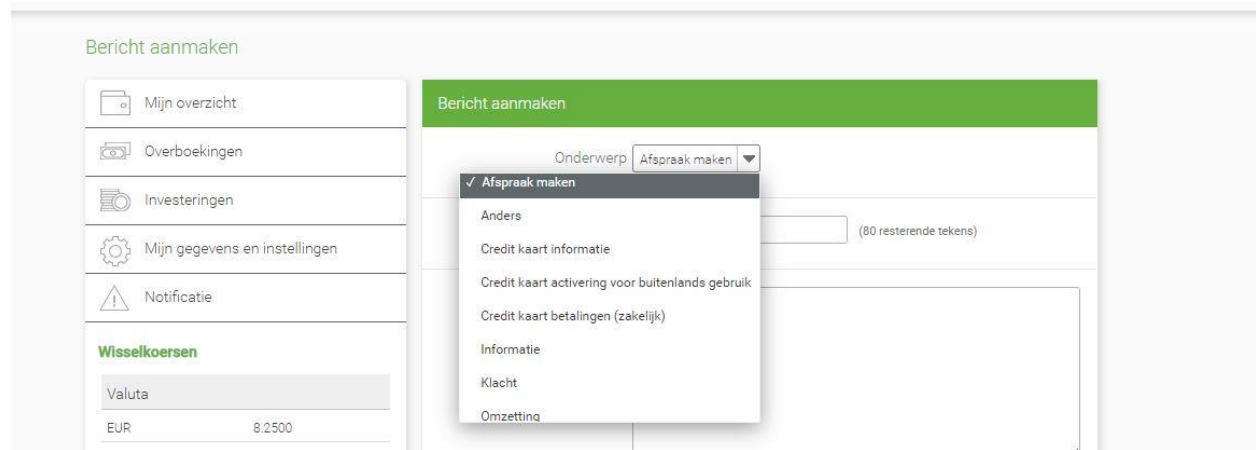 Bericht aanmaken
Mijn overzicht
Overboekingen
Investeringen
Mijn gegevens en instellingen
Notificatie
Wisselkoersen
Valuta
EUR 8.2500
Bericht aanmaken
Onderwerp Afspraak maken
✓ Afspraak maken
Anders
Credit kaart informatie
Credit kaart activering voor buitenlands gebruik
Credit kaart betalingen (zakelijk)
Informatie
Klacht
Omzetting
(80 resterende tekens)